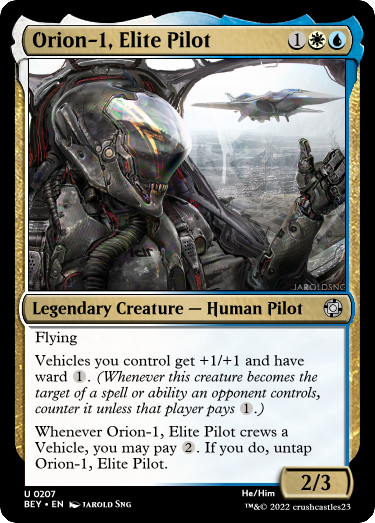 Orion-1, Elite Pilot 1
JAROLDSNG
Legendary Creature — Human Pilot
Flying
Vehicles you control get +1/+1 and have
ward 1. (Whenever this creature becomes the
target of a spell or ability an opponent controls,
counter it unless that player pays 1.)
Whenever Orion-1, Elite Pilot crews a
Vehicle, you may pay 2. If you do, untap
Orion-1, Elite Pilot.
2/3
U 0207 He/Him
BEY • EN Jarold Sng ™&© 2022 crushcastles23